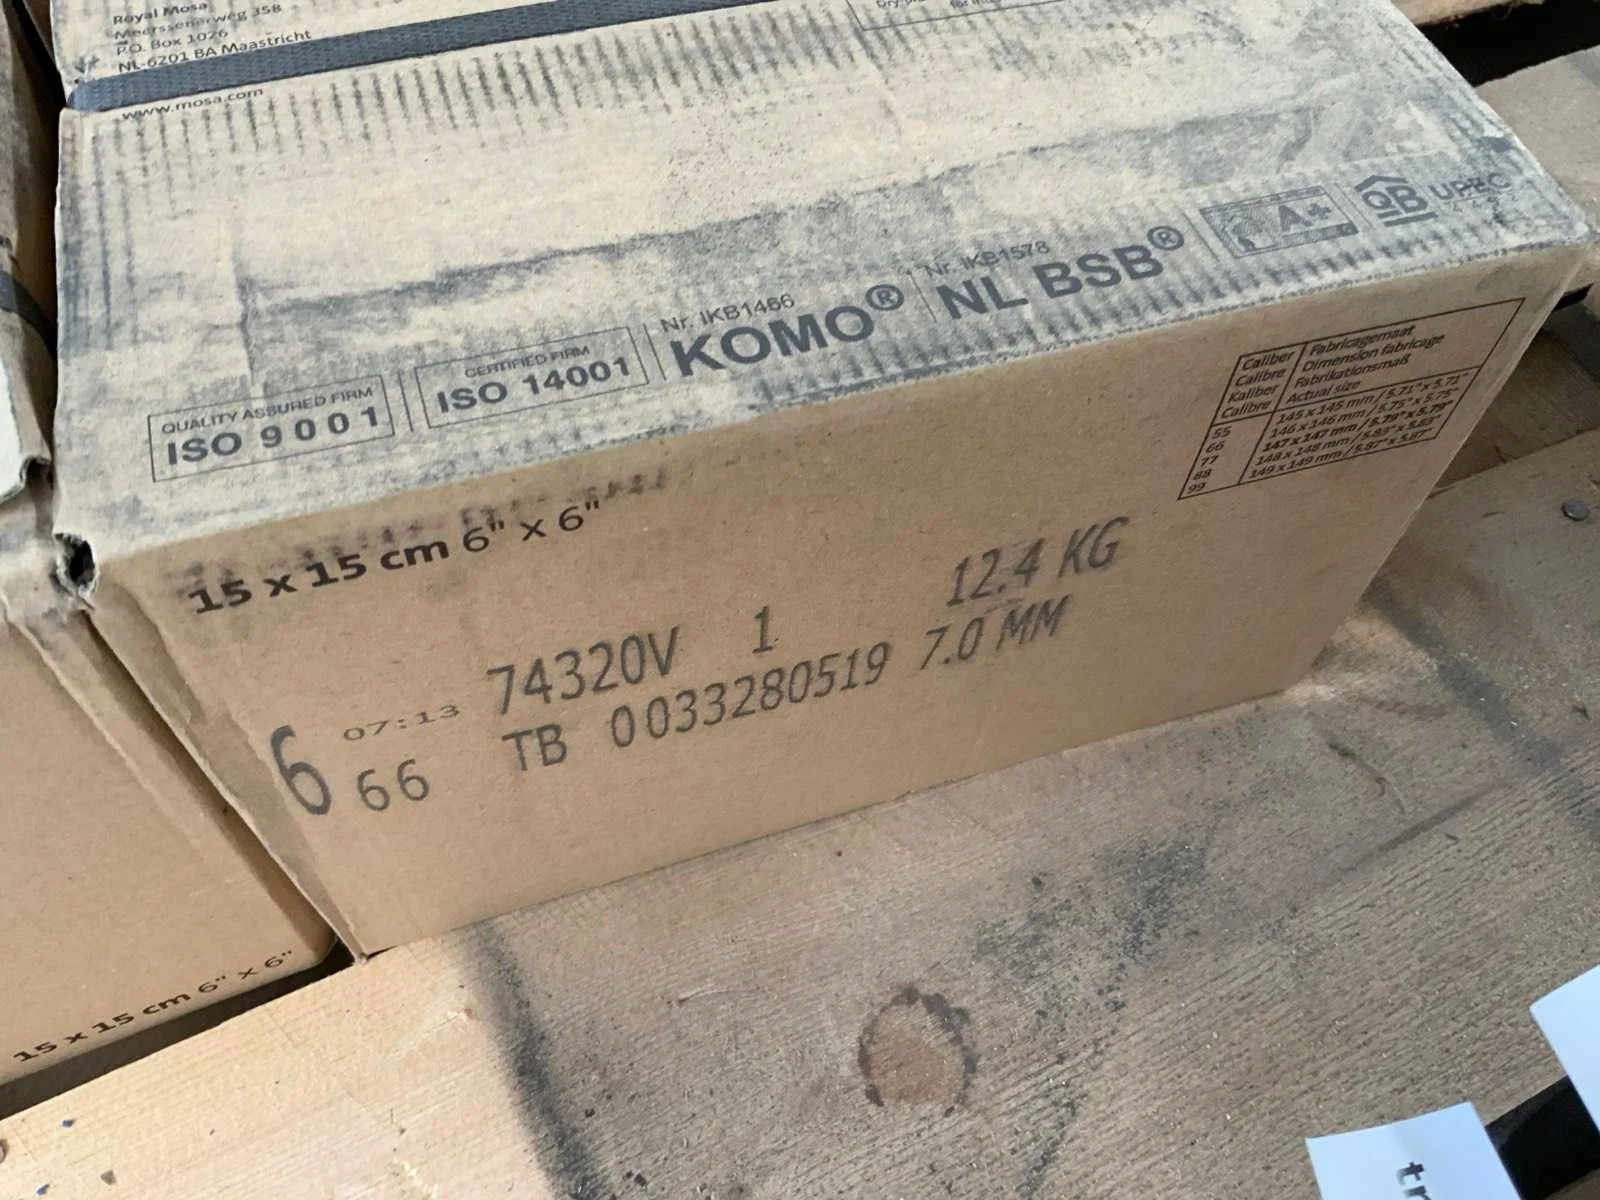 Royal Mosa
Meerssenerweg 358
P.O. Box 1026
NL-6201 BA Maastricht
www.mosa.com
for
QUALITY ASSURED FIRM
ISO 9001
CERTIFIED FIRM
ISO 14001
Nr. IKB1466
KOMO®
Nr. IKB1578
NL BSB®
A+
QB UPEC
Caliber Fabricagemaat
Calibre Dimension fabricage
Kaliber Fabrikationsmaß
Calibre Actual size
55 145 x 145 mm / 5.71" x 5.71"
66 146 x 146 mm / 5.75" x 5.75"
77 147 x 147 mm / 5.79" x 5.79"
88 148 x 148 mm / 5.83" x 5.83"
99 149 x 149 mm / 5.87" x 5.87"
15 x 15 cm 6" x 6"
74320V 1 12.4 KG
6 07:13
66 TB 0033280519 7.0 MM
15 x 15 cm 6" x 6"